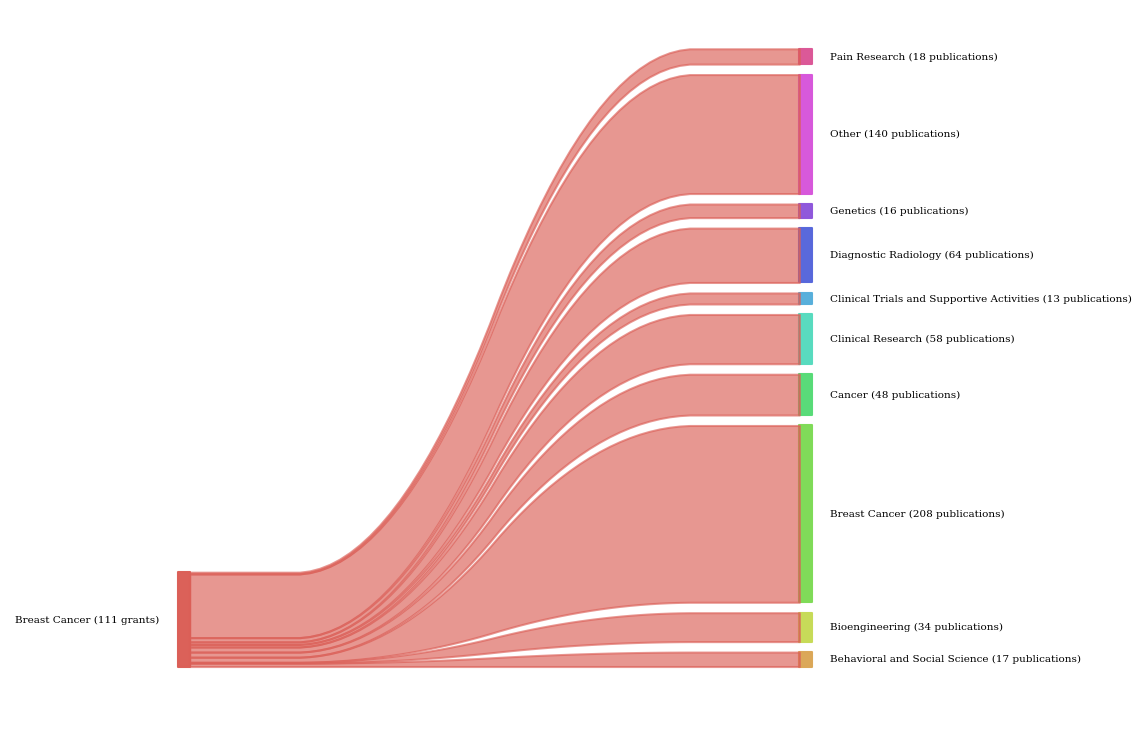 Pain Research (18 publications)
Other (140 publications)
Genetics (16 publications)
Diagnostic Radiology (64 publications)
Clinical Trials and Supportive Activities (13 publications)
Clinical Research (58 publications)
Cancer (48 publications)
Breast Cancer (208 publications)
Breast Cancer (111 grants)
Bioengineering (34 publications)
Behavioral and Social Science (17 publications)